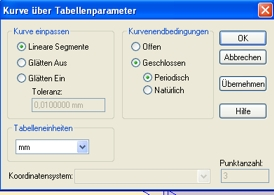 Kurve über Tabellenparameter
Kurve einpassen
Lineare Segmente
Glätten Aus
Glätten Ein
Toleranz:
0,0100000 mm
Kurvenendbedingungen
Offen
Geschlossen
Periodisch
Natürlich
OK
Abbrechen
Übernehmen
Hilfe
Tabelleneinheiten
mm
Koordinatensystem:
Punktanzahl:
3